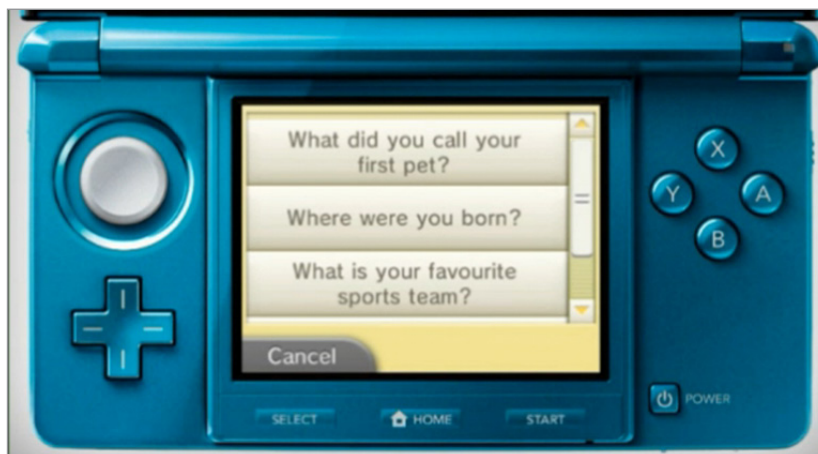 What did you call your
first pet?
Where were you born?
What is your favourite
sports team?
Cancel
X
Y
A
B
SELECT
HOME
START
POWER